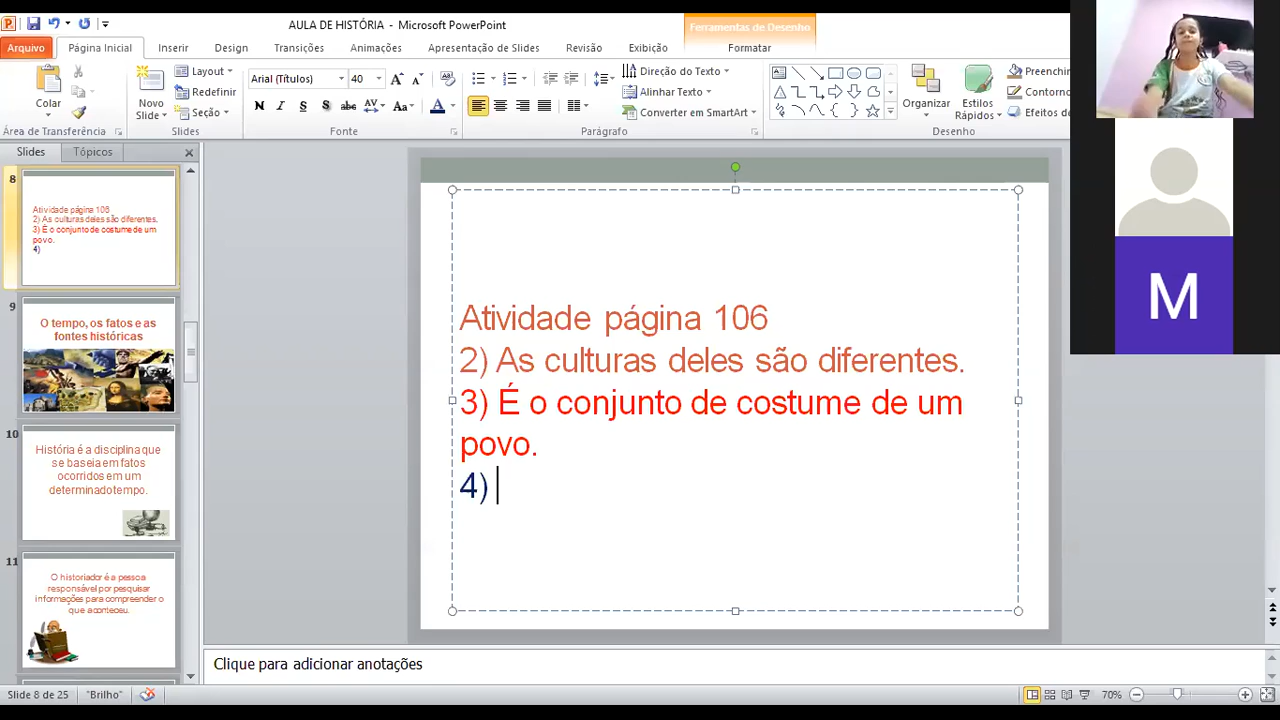 AULA DE HISTÓRIA - Microsoft PowerPoint
Ferramentas de Desenho
Arquivo
Página Inicial
Inserir
Design
Transições
Animações
Apresentação de Slides
Revisão
Exibição
Formatar
Colar
Área de Transferência
Novo
Slide
Layout
Redefinir
Seção
Slides
Arial (Títulos)
40
Fonte
Direção do Texto
Alinhar Texto
Converter em SmartArt
Parágrafo
Organizar
Estilos
Rápidos
Preenchi
Contorno
Efeitos de
Desenho
Slides
Tópicos
8
Atividade página 106
2) As culturas deles são diferentes.
3) É o conjunto de costume de um
povo.
4)
9
O tempo, os fatos e as
fontes históricas
10
História é a disciplina que
se baseia em fatos
ocorridos em um
determinado tempo.
11
O historiador é a pessoa
responsável por pesquisar
informações para compreender o
que aconteceu.
Atividade página 106
2) As culturas deles são diferentes.
3) É o conjunto de costume de um
povo.
4)
M
Clique para adicionar anotações
Slide 8 de 25
"Brilho"
70%